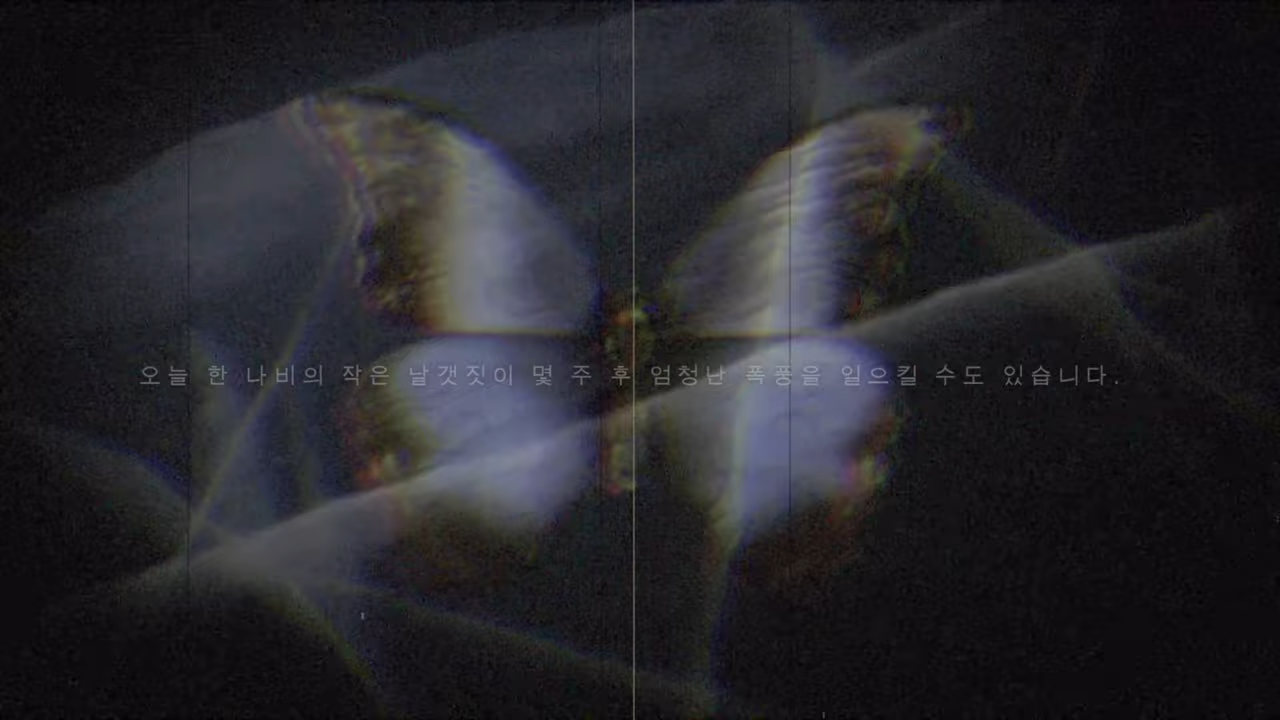 오늘 한 나비의 작은 날갯짓이 몇 주 후 엄청난 폭풍을 일으킬 수도 있습니다.